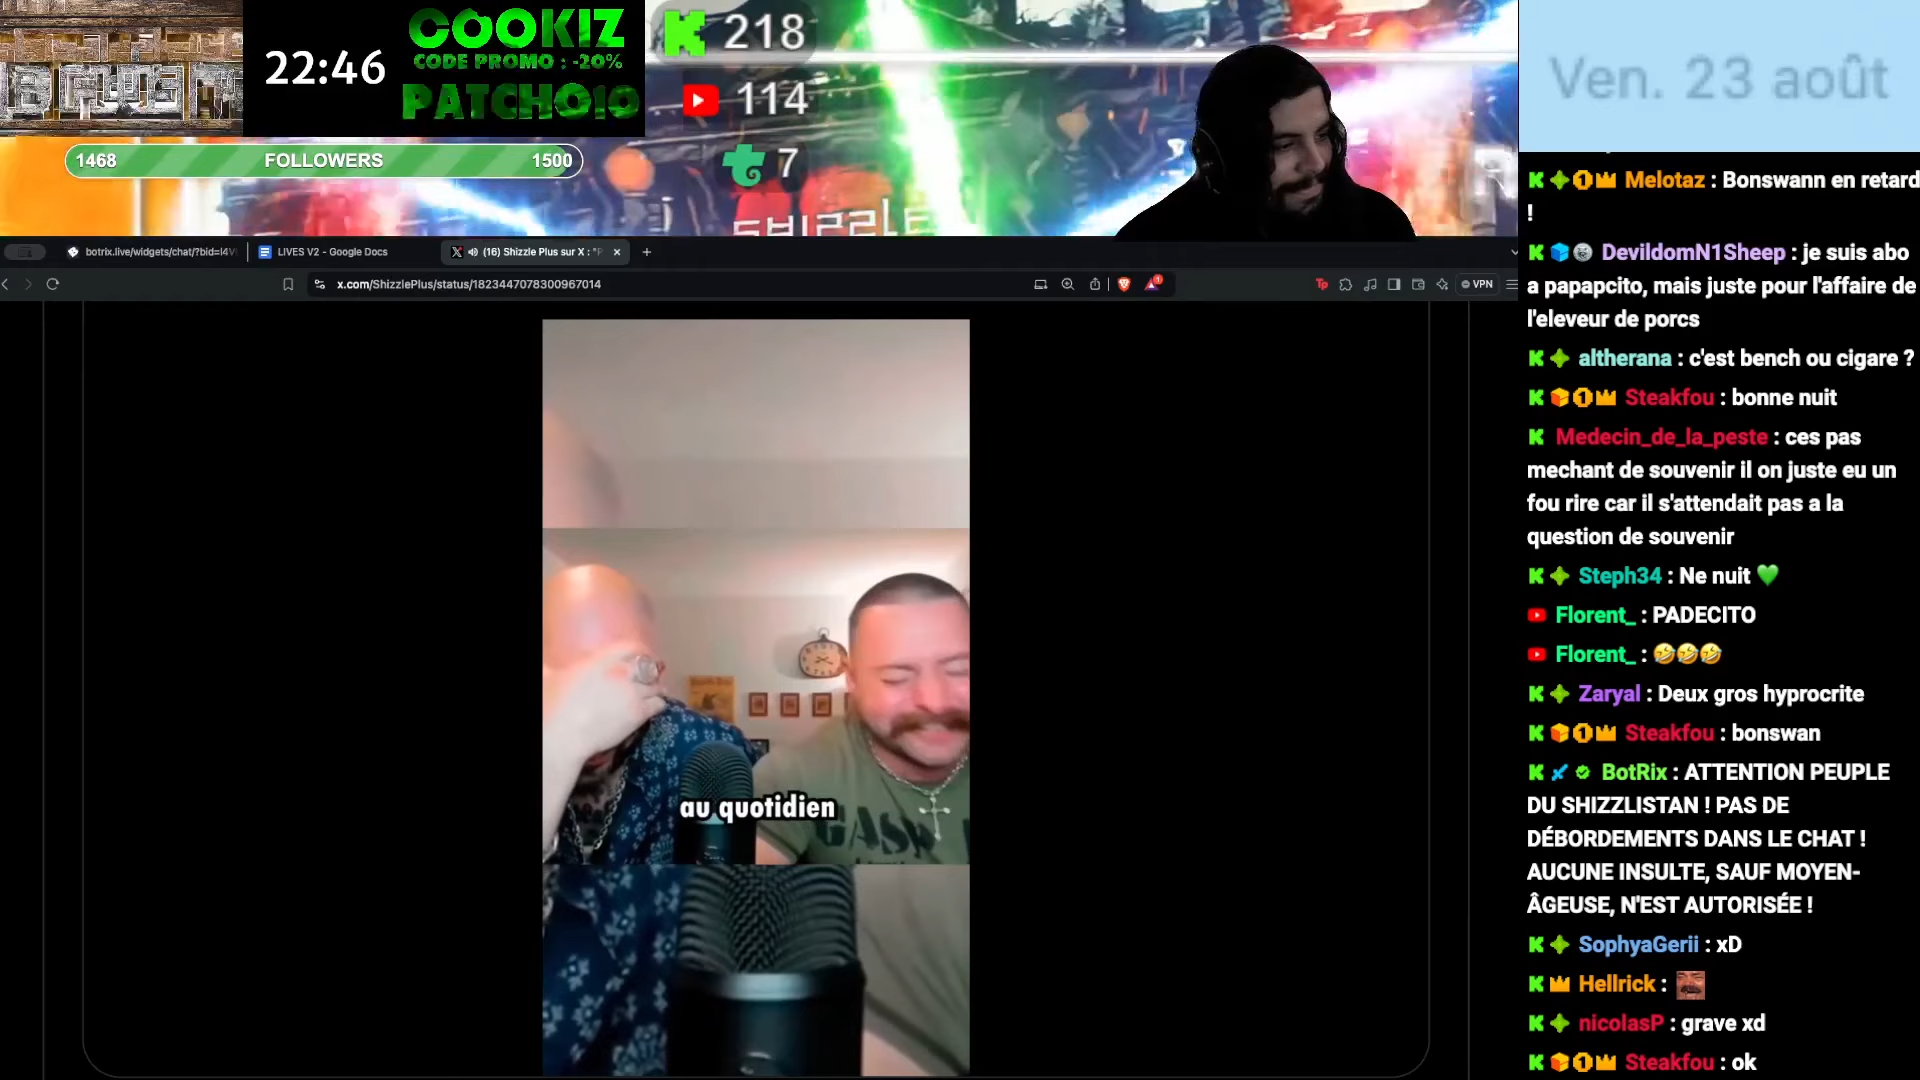 22:46
COOKIZ
CODE PROMO : -20%
PATCHO10
218
114
7
1468 FOLLOWERS 1500
SHIZZLE
Ven. 23 août
botrix.live/widgets/chat/?bid=l4V
LIVES V2 - Google Docs
(16) Shizzle Plus sur X : "P
x.com/ShizzlePlus/status/1823447078300967014
VPN
au quotidien
GAS
Melotaz : Bonswann en retard
!
DevildomN1Sheep : je suis abo
a papapcito, mais juste pour l'affaire de
l'eleveur de porcs
altherana : c'est bench ou cigare ?
Steakfou : bonne nuit
Medecin_de_la_peste : ces pas
mechant de souvenir il on juste eu un
fou rire car il s'attendait pas a la
question de souvenir
Steph34 : Ne nuit 💚
Florent_ : PADECITO
Florent_ : 🤣🤣🤣
Zaryal : Deux gros hyprocrite
Steakfou : bonswan
BotRix : ATTENTION PEUPLE
DU SHIZZLISTAN ! PAS DE
DÉBORDEMENTS DANS LE CHAT !
AUCUNE INSULTE, SAUF MOYEN-
ÂGEUSE, N'EST AUTORISÉE !
SophyaGerii : xD
Hellrick :
nicolasP : grave xd
Steakfou : ok